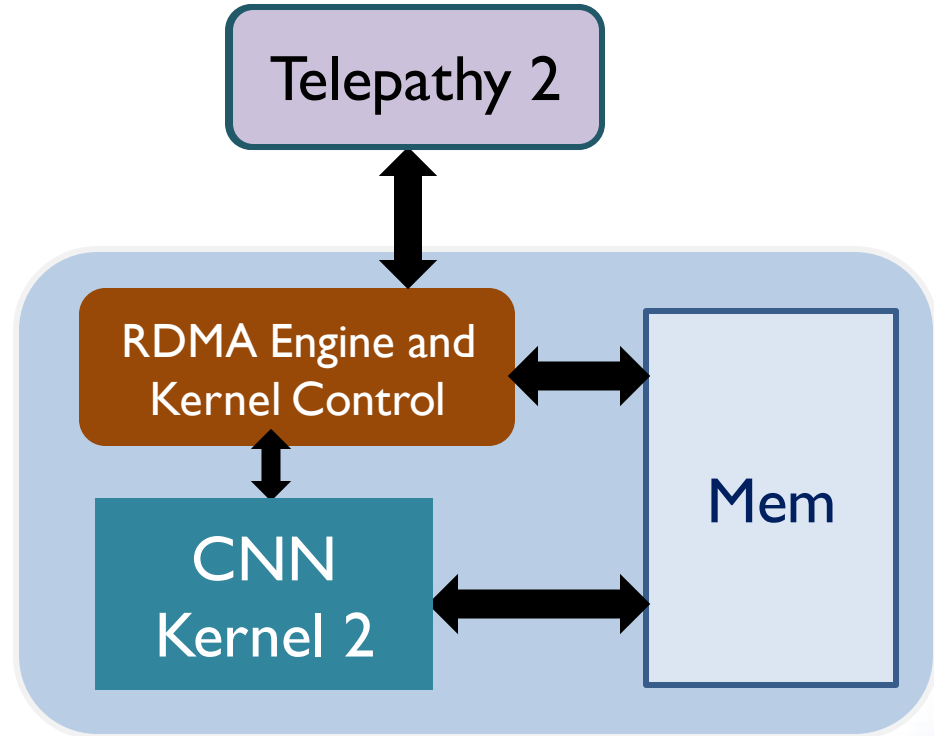 Telepathy 2
RDMA Engine and
Kernel Control
CNN
Kernel 2
Mem